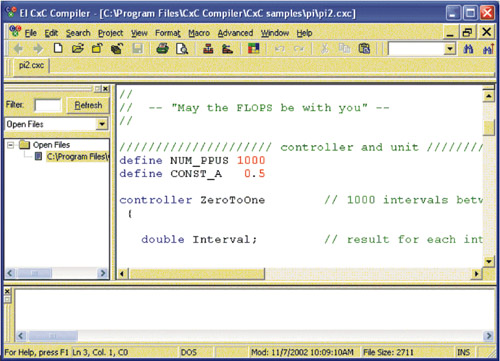 EI CxC Compiler - [C:\Program Files\CxC Compiler\CxC samples\pi\pi2.cxc]
File Edit Search Project View Format Macro Advanced Window Help
pi2.cxc
Filter: Refresh
Open Files
Open Files
C:\Program Files\
//
// -- "May the FLOPS be with you" --
//
///////////////////// controller and unit ////////
define NUM_PPUS 1000
define CONST_A 0.5
controller ZeroToOne // 1000 intervals betw
{
double Interval; // result for each int
For Help, press F1 Ln 3, Col. 1, C0 DOS Mod: 11/7/2002 10:09:10AM File Size: 2711 INS